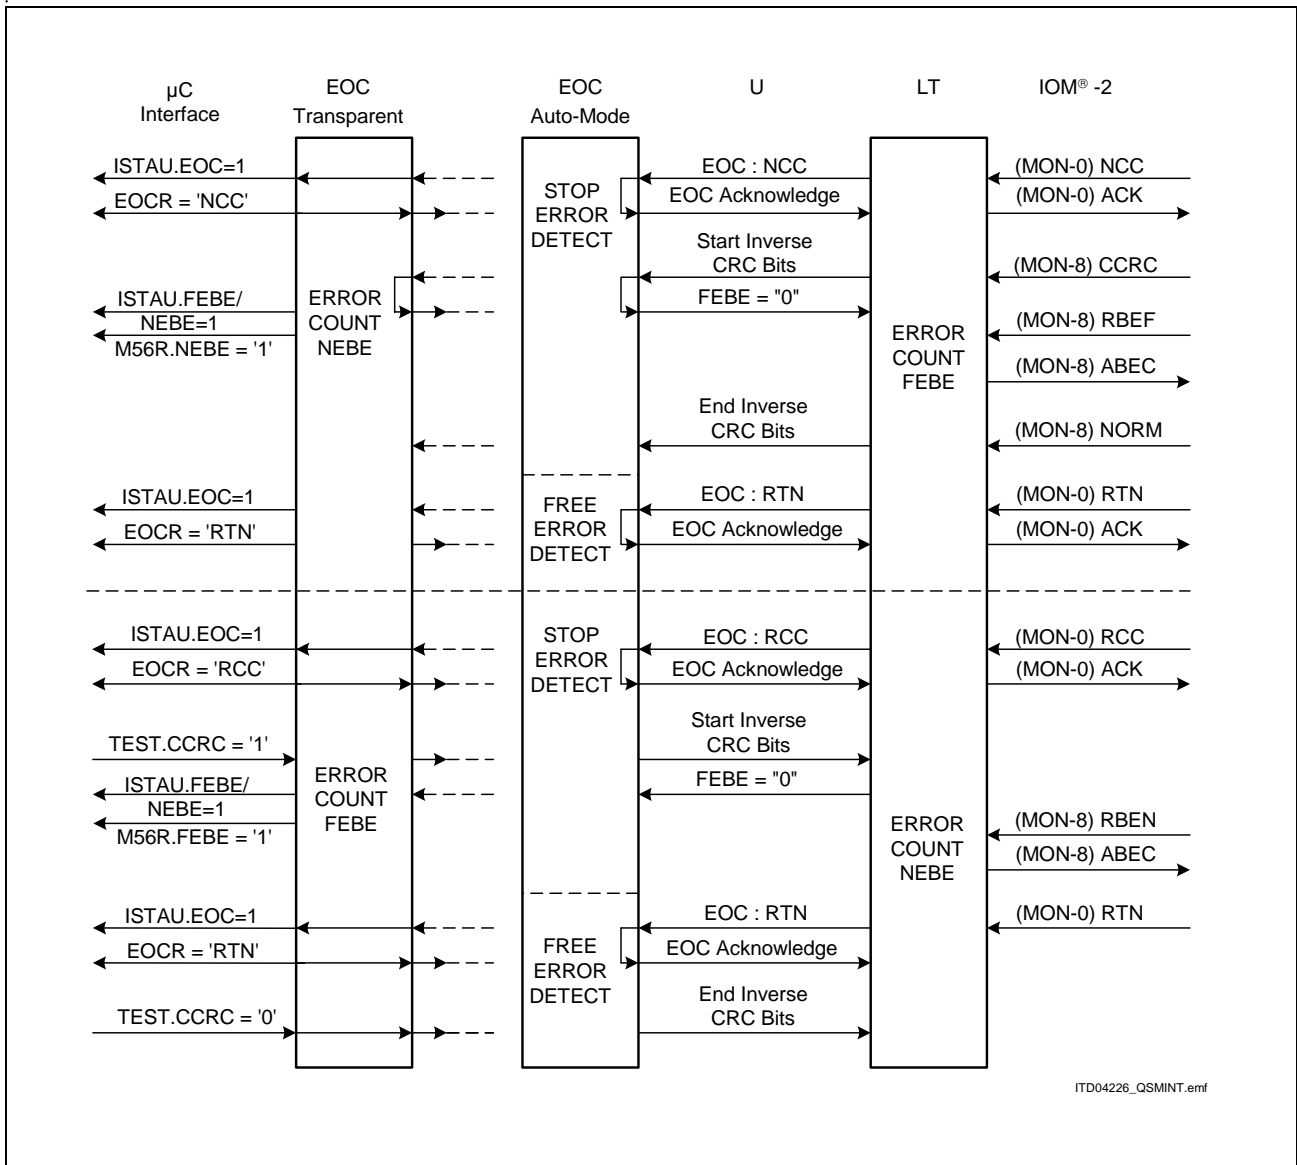 µC
Interface
EOC
Transparent
EOC
Auto-Mode
U
LT
IOM® -2
ISTAU.EOC=1
EOCR = 'NCC'
STOP
ERROR
DETECT
EOC : NCC
EOC Acknowledge
(MON-0) NCC
(MON-0) ACK
Start Inverse
CRC Bits
FEBE = "0"
(MON-8) CCRC
ISTAU.FEBE/
NEBE=1
M56R.NEBE = '1'
ERROR
COUNT
NEBE
ERROR
COUNT
FEBE
(MON-8) RBEF
(MON-8) ABEC
End Inverse
CRC Bits
(MON-8) NORM
ISTAU.EOC=1
EOCR = 'RTN'
FREE
ERROR
DETECT
EOC : RTN
EOC Acknowledge
(MON-0) RTN
(MON-0) ACK
ISTAU.EOC=1
EOCR = 'RCC'
STOP
ERROR
DETECT
EOC : RCC
EOC Acknowledge
(MON-0) RCC
(MON-0) ACK
TEST.CCRC = '1'
Start Inverse
CRC Bits
ISTAU.FEBE/
NEBE=1
M56R.FEBE = '1'
ERROR
COUNT
FEBE
FEBE = "0"
ERROR
COUNT
NEBE
(MON-8) RBEN
(MON-8) ABEC
ISTAU.EOC=1
EOCR = 'RTN'
FREE
ERROR
DETECT
EOC : RTN
EOC Acknowledge
(MON-0) RTN
TEST.CCRC = '0'
End Inverse
CRC Bits
ITD04226_QSMINT.emf